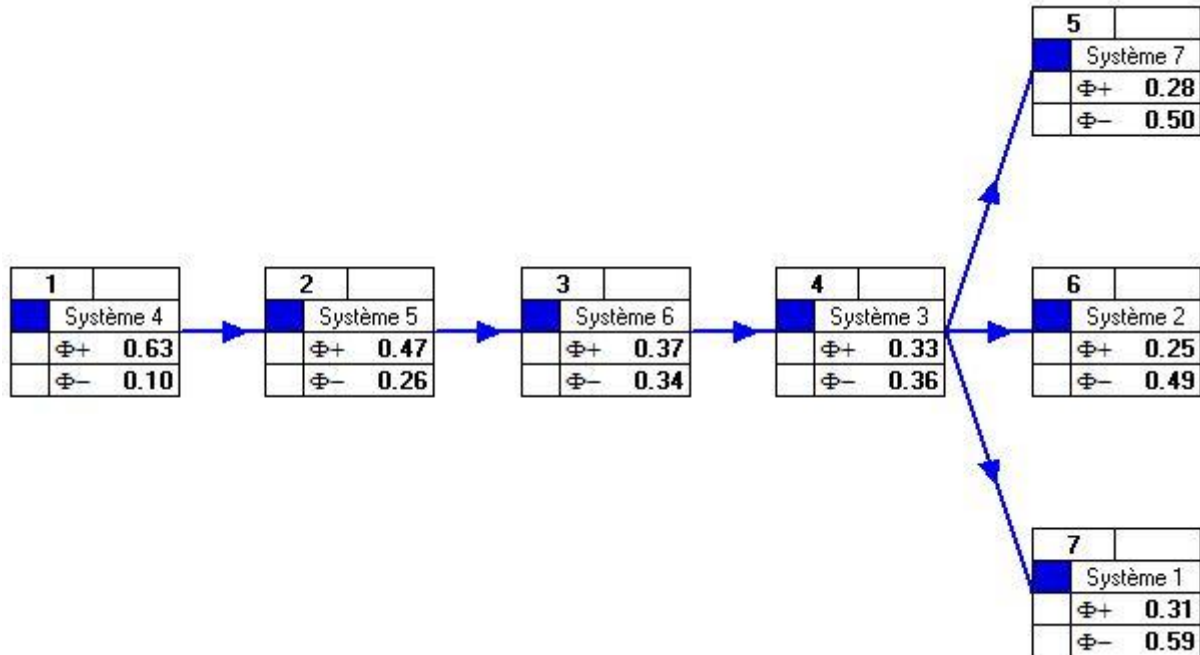 5
Système 7
Φ+ 0.28
Φ− 0.50
1
Système 4
Φ+ 0.63
Φ− 0.10
2
Système 5
Φ+ 0.47
Φ− 0.26
3
Système 6
Φ+ 0.37
Φ− 0.34
4
Système 3
Φ+ 0.33
Φ− 0.36
6
Système 2
Φ+ 0.25
Φ− 0.49
7
Système 1
Φ+ 0.31
Φ− 0.59